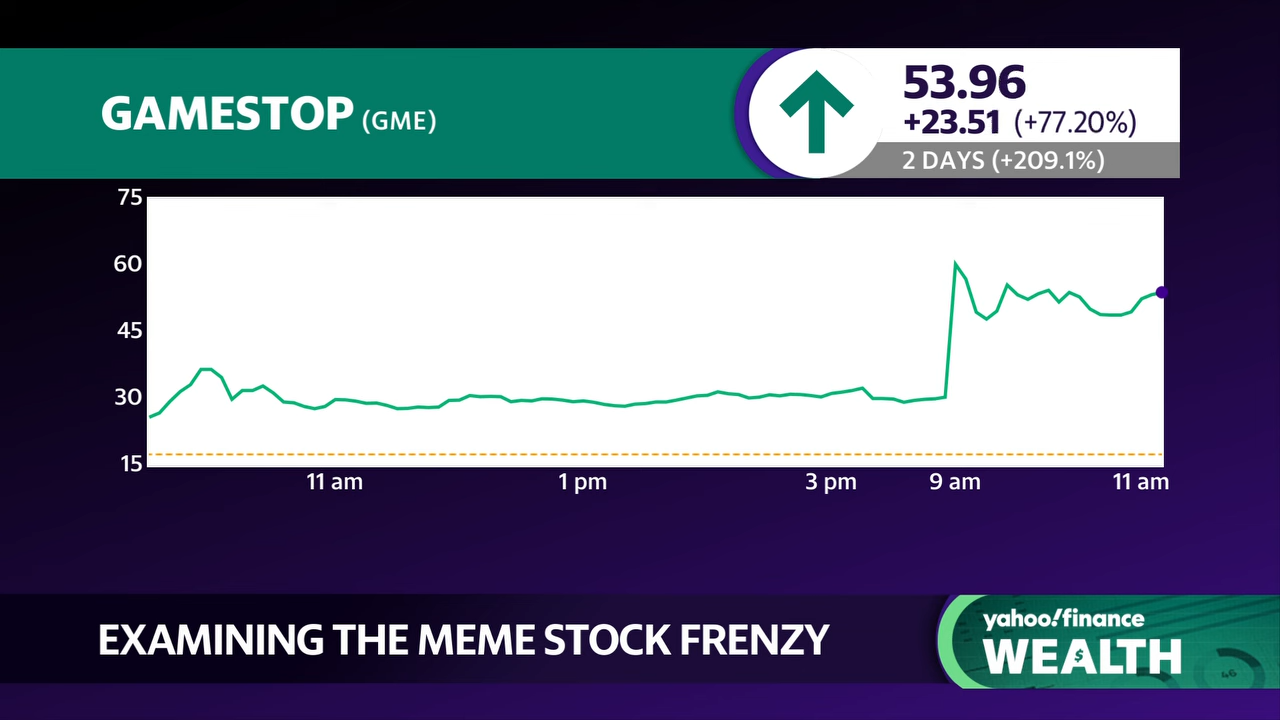 GAMESTOP (GME)
53.96
+23.51 (+77.20%)
2 DAYS (+209.1%)
75
60
45
30
15
11 am 1 pm 3 pm 9 am 11 am
EXAMINING THE MEME STOCK FRENZY
yahoo!finance
WEALTH